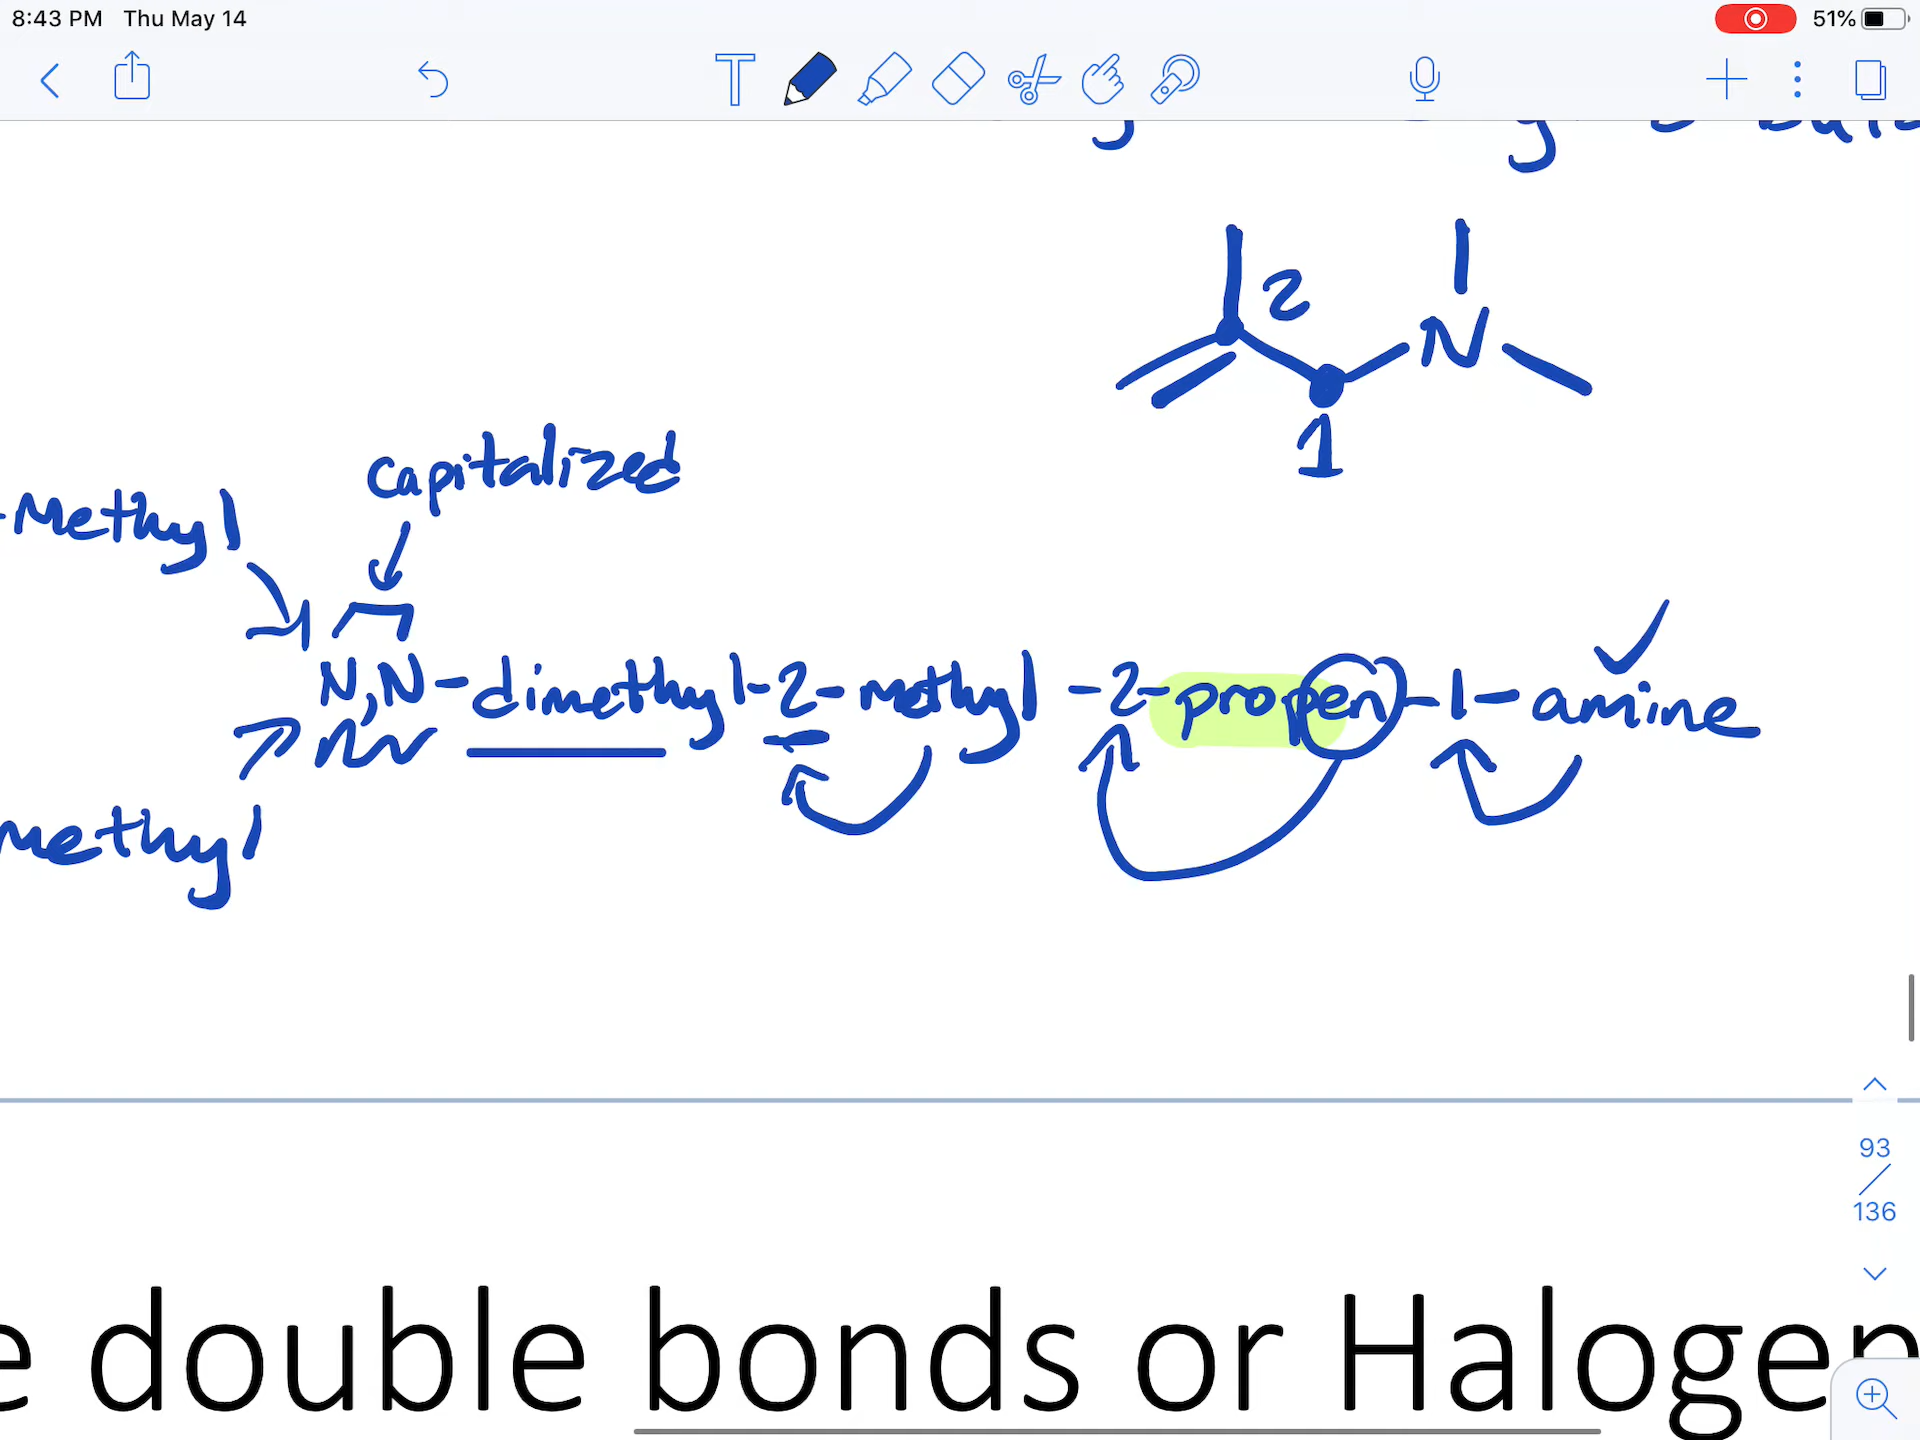 8:43 PM Thu May 14
51%
T
2
N
1
capitalized
-Methyl
N,N-dimethyl-2-methyl-2-propen-1-amine
methyl
93
136
e double bonds or Halogen